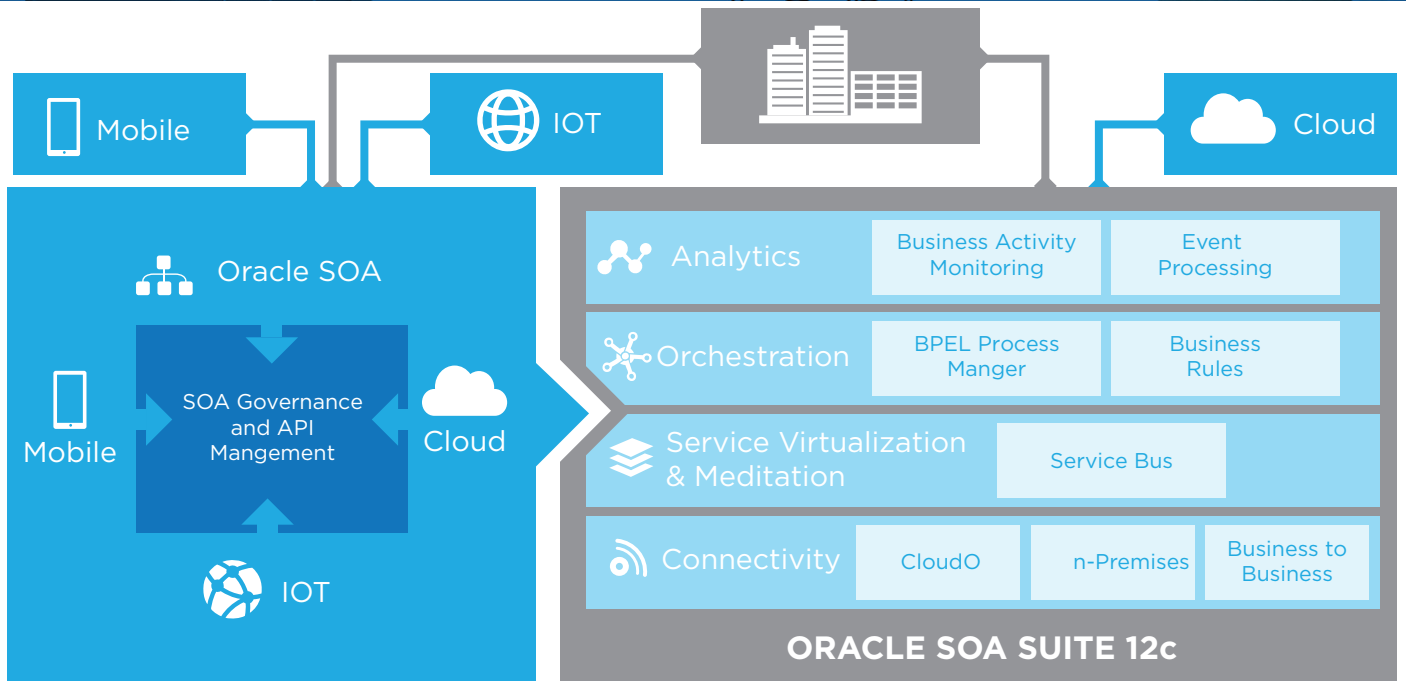 Mobile
IOT
Cloud
Oracle SOA
SOA Governance
and API
Mangement
Mobile
Cloud
IOT
Analytics
Business Activity
Monitoring
Event
Processing
Orchestration
BPEL Process
Manger
Business
Rules
Service Virtualization
& Meditation
Service Bus
Connectivity
CloudO
n-Premises
Business to
Business
ORACLE SOA SUITE 12c